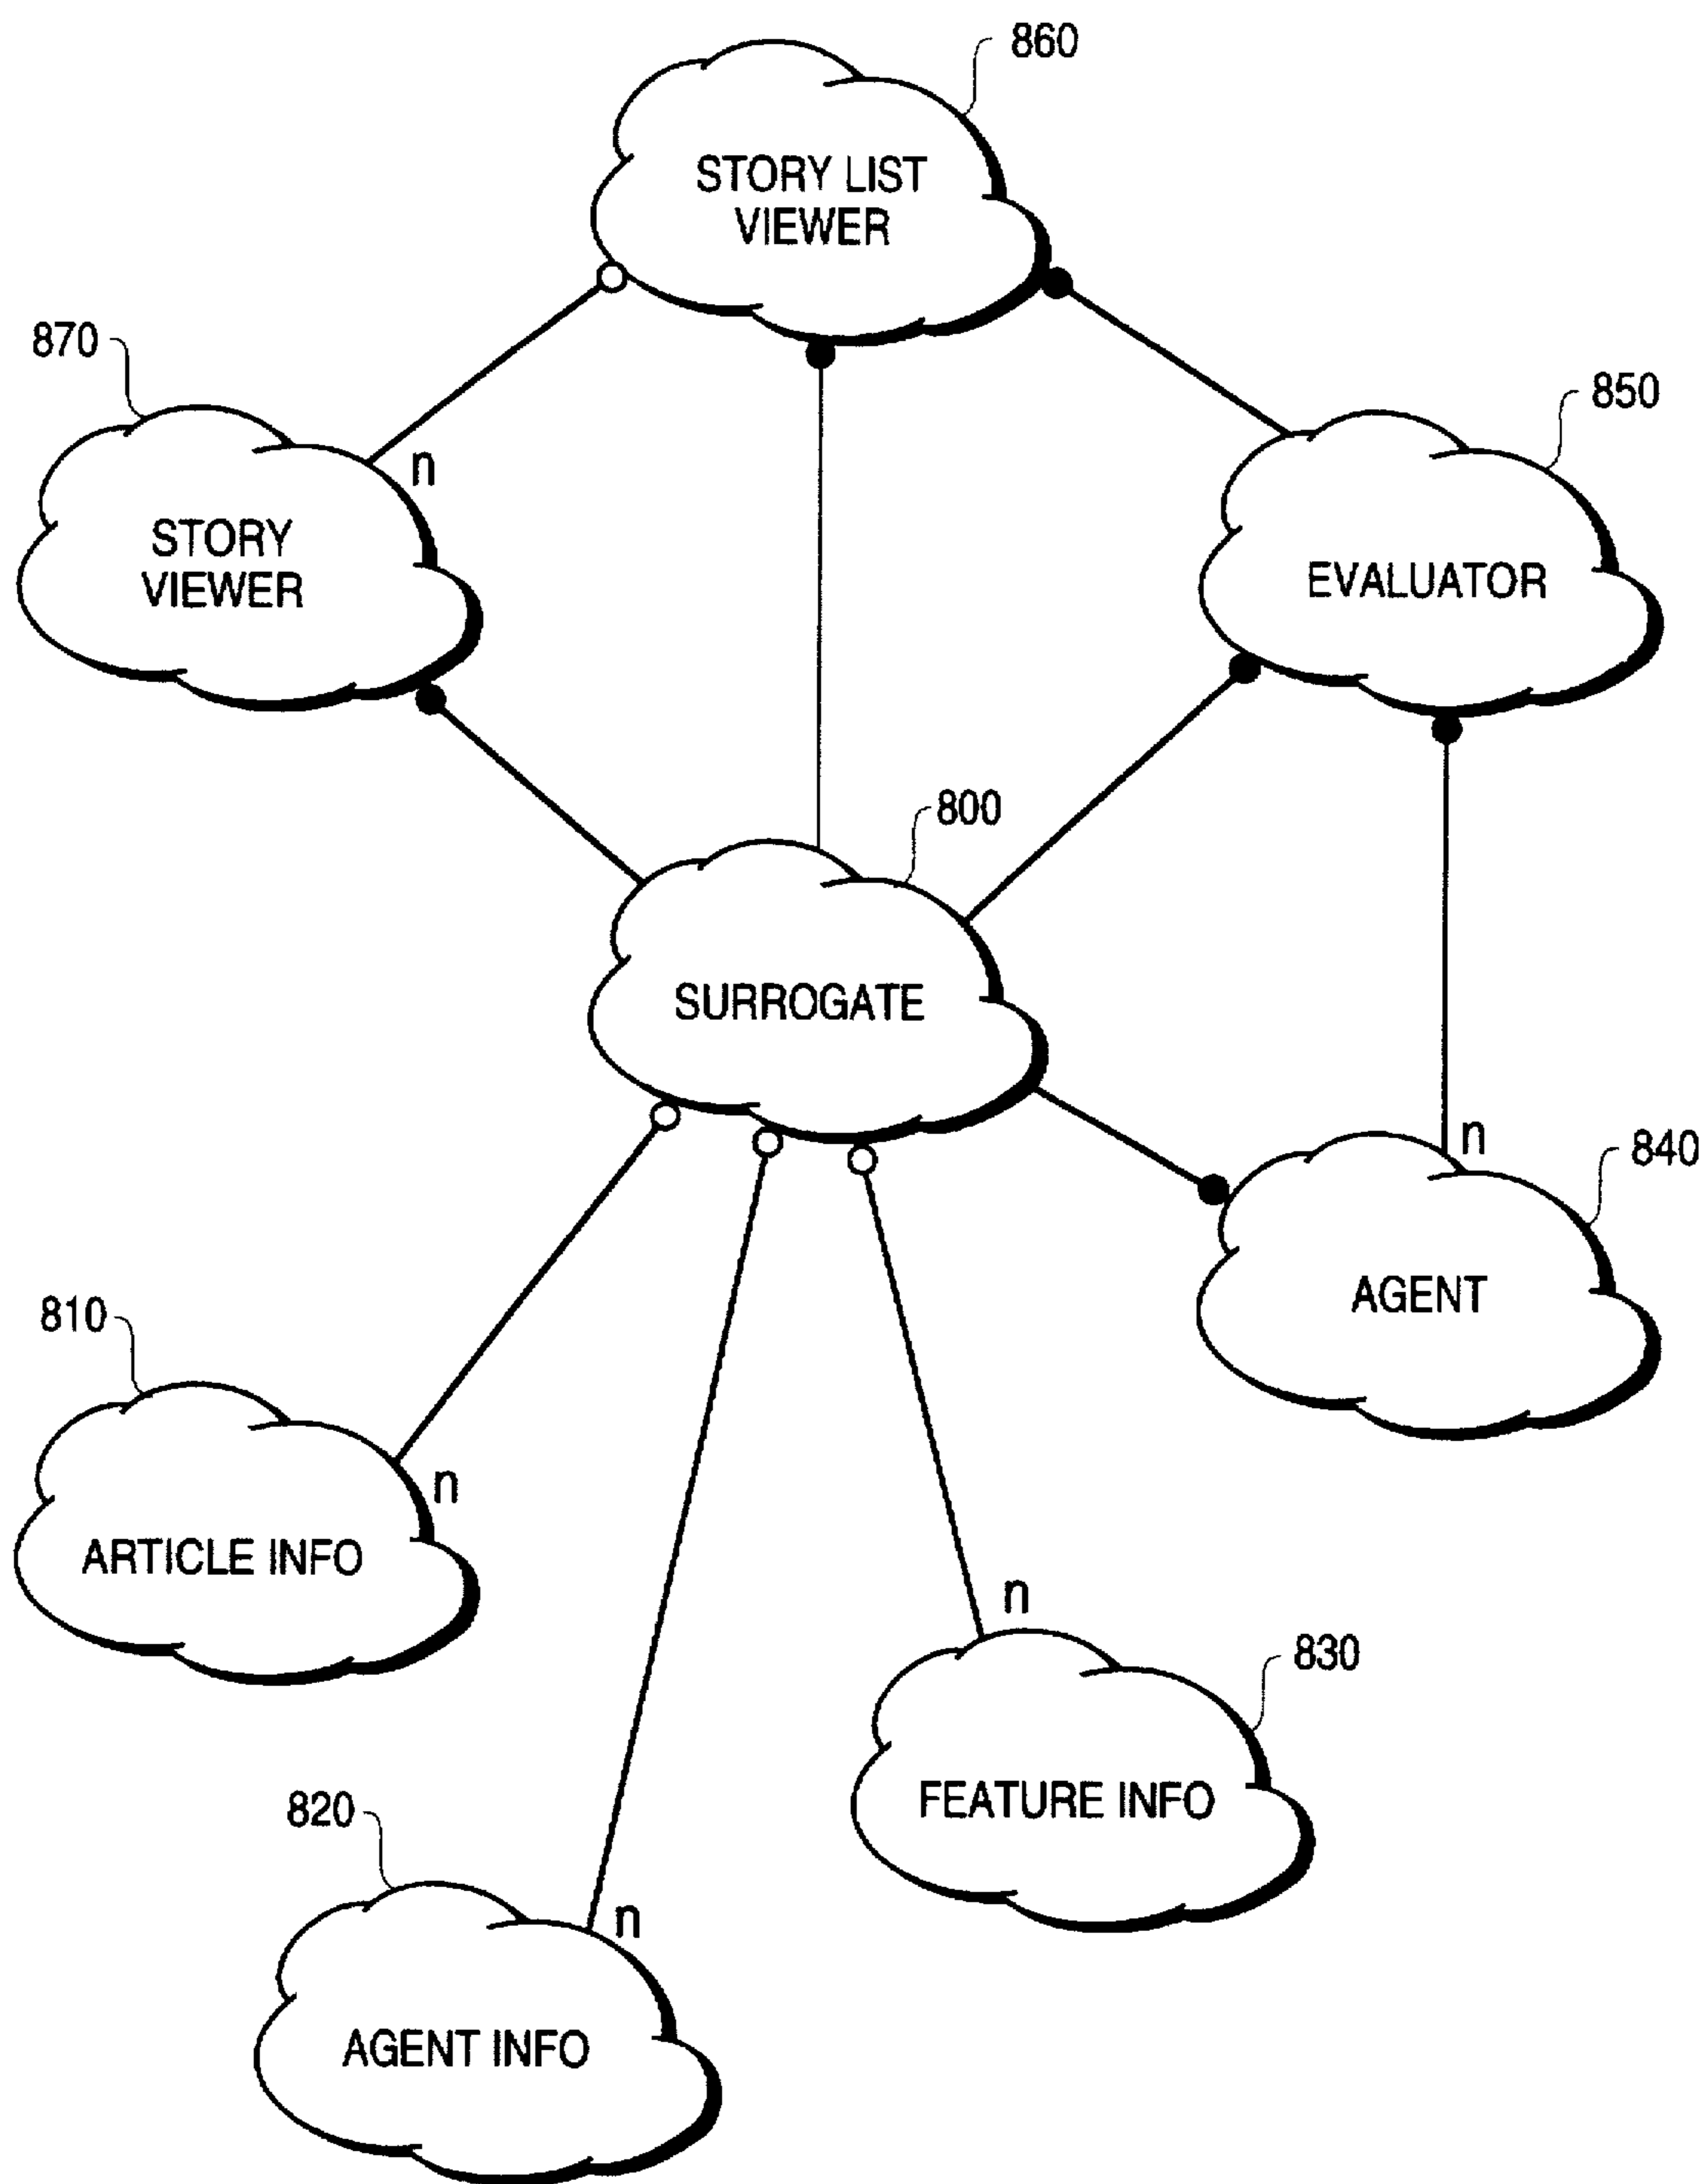 860
STORY LIST
VIEWER
870
850
n
STORY
VIEWER
EVALUATOR
800
SURROGATE
n
840
AGENT
810
n
ARTICLE INFO
n
830
FEATURE INFO
820
n
AGENT INFO